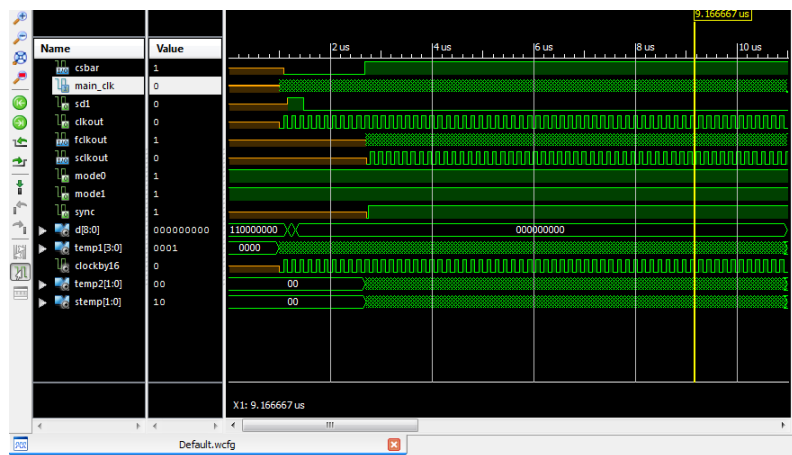 9.166667 us
Name Value
2 us 4 us 6 us 8 us 10 us
csbar 1
main_clk 0
sd1 0
clkout 0
fclkout 1
sclkout 0
mode0 1
mode1 1
sync 1
d[8:0] 000000000 110000000 000000000
temp1[3:0] 0001 0000
clockby16 0
temp2[1:0] 00 00
stemp[1:0] 10 00
X1: 9.166667 us
Default.wcfg